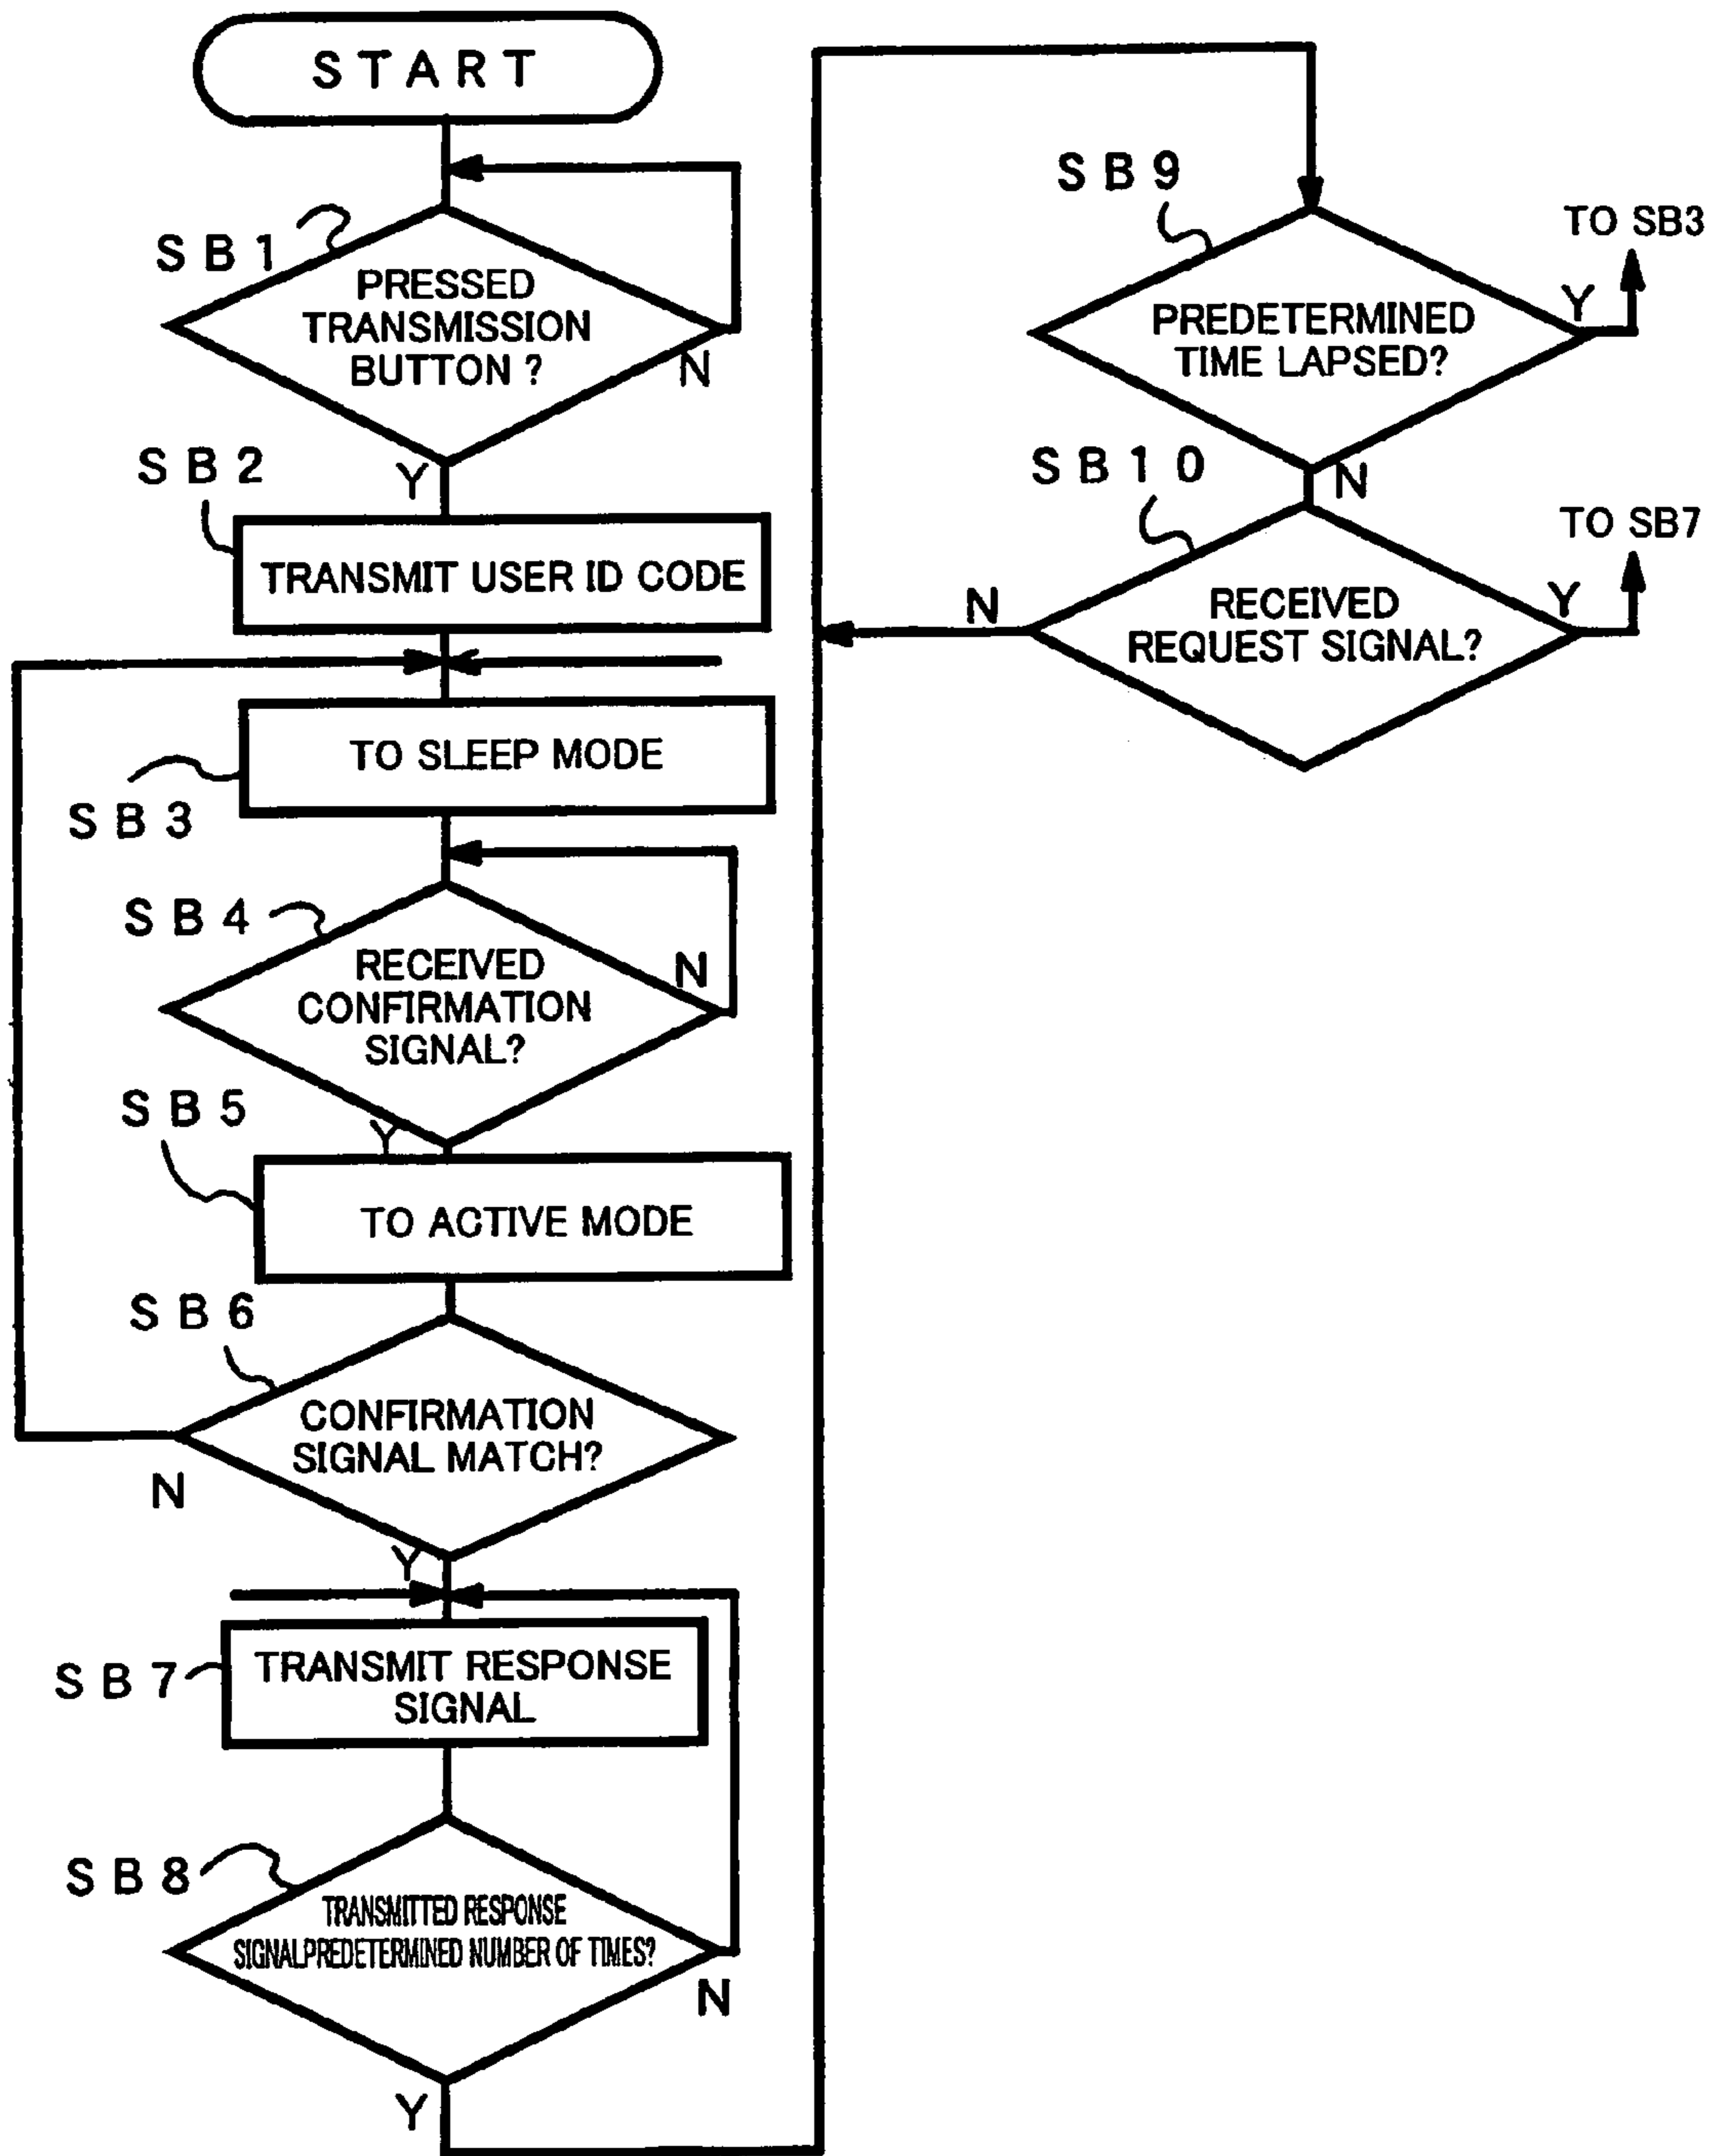 START
SB1
PRESSED
TRANSMISSION
BUTTON ?
N
Y
SB2
TRANSMIT USER ID CODE
TO SLEEP MODE
SB3
SB4
RECEIVED
CONFIRMATION
SIGNAL?
N
Y
SB5
TO ACTIVE MODE
SB6
CONFIRMATION
SIGNAL MATCH?
N
Y
SB7
TRANSMIT RESPONSE
SIGNAL
SB8
TRANSMITTED RESPONSE
SIGNALPREDETERMINED NUMBER OF TIMES?
N
Y
SB9
TO SB3
PREDETERMINED
TIME LAPSED?
Y
N
SB10
TO SB7
RECEIVED
REQUEST SIGNAL?
N
Y